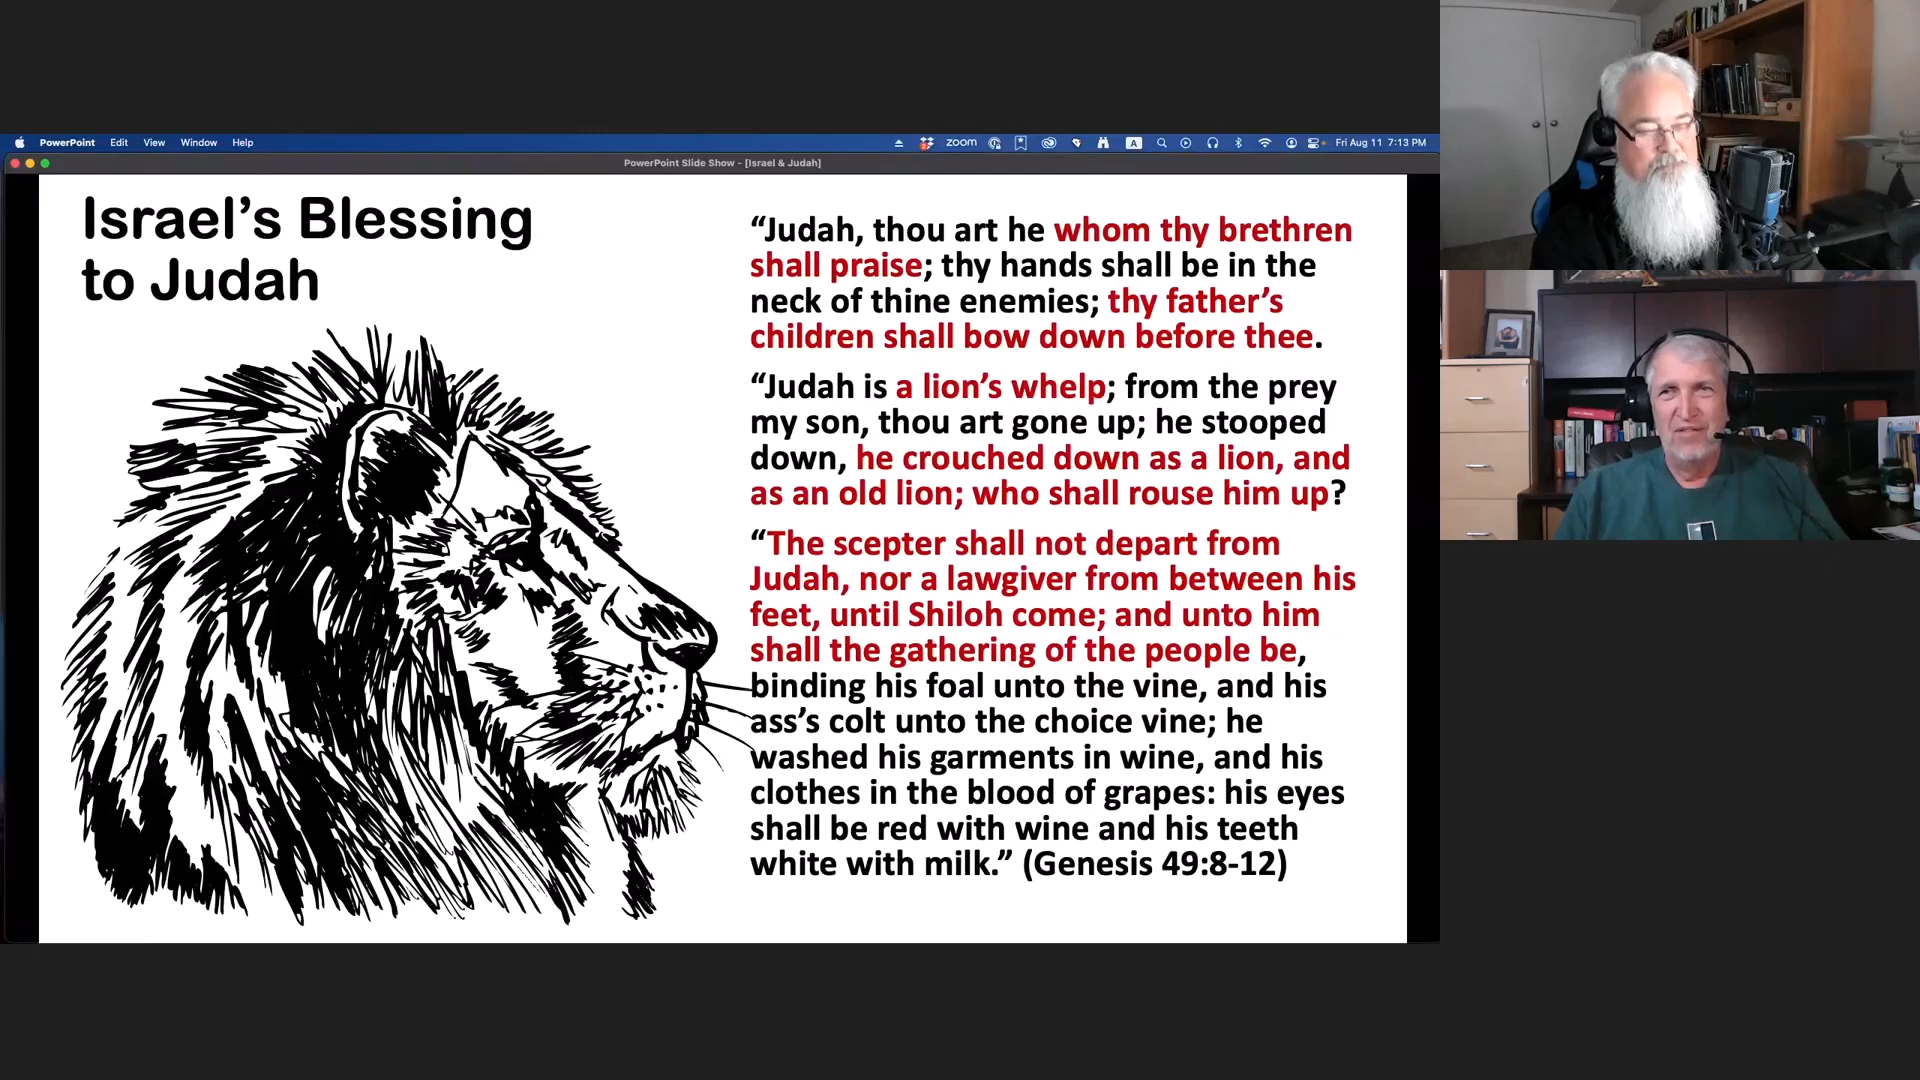 PowerPoint Edit View Window Help
zoom A Fri Aug 11 7:13 PM
PowerPoint Slide Show - [Israel & Judah]
Israel’s Blessing
to Judah
“Judah, thou art he whom thy brethren
shall praise; thy hands shall be in the
neck of thine enemies; thy father’s
children shall bow down before thee.
“Judah is a lion’s whelp; from the prey
my son, thou art gone up; he stooped
down, he crouched down as a lion, and
as an old lion; who shall rouse him up?
“The scepter shall not depart from
Judah, nor a lawgiver from between his
feet, until Shiloh come; and unto him
shall the gathering of the people be,
binding his foal unto the vine, and his
ass’s colt unto the choice vine; he
washed his garments in wine, and his
clothes in the blood of grapes: his eyes
shall be red with wine and his teeth
white with milk.” (Genesis 49:8-12)